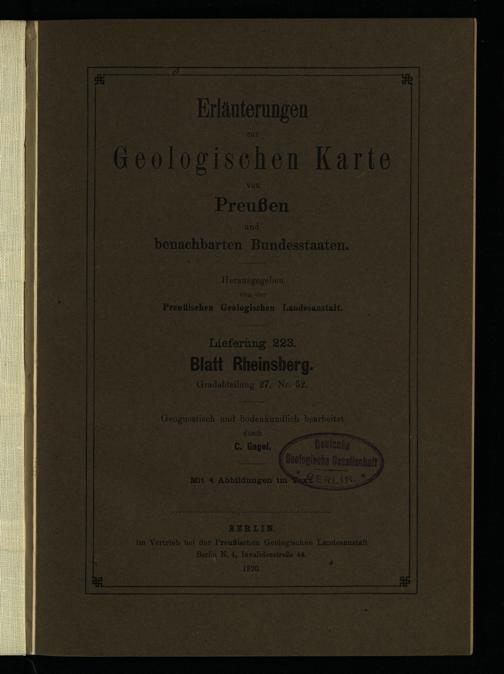 Erläuterungen
zur
Geologischen Karte
von
Preußen
und
benachbarten Bundesstaaten.
Herausgegeben
von der
Preußischen Geologischen Landesanstalt.
Lieferung 223.
Blatt Rheinsberg.
Gradabteilung 27, Nr. 52.
Geognostisch und bodenkundlich bearbeitet
durch
C. Gagel.
Deutsche
Geologische Gesellschaft
* BERLIN. *
Mit 4 Abbildungen im Text
BERLIN.
Im Vertrieb bei der Preußischen Geologischen Landesanstalt
Berlin N. 4, Invalidenstraße 44.
1920